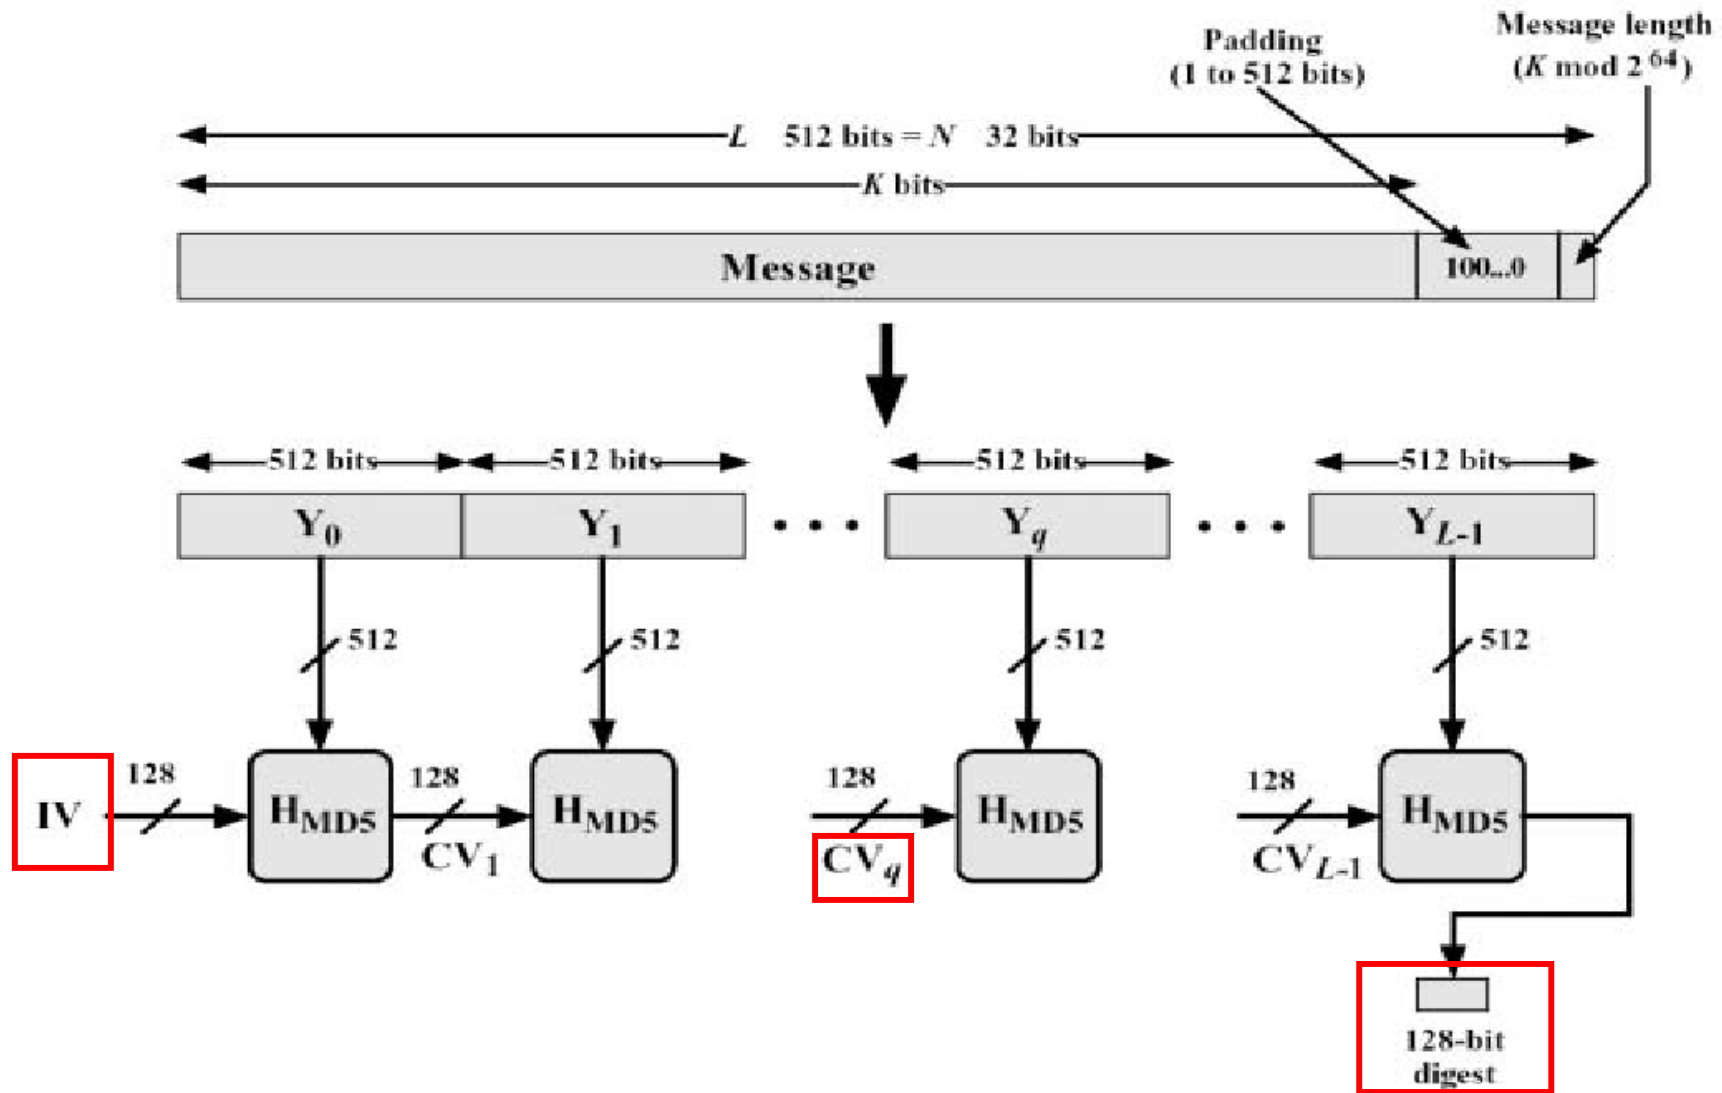 Padding
(1 to 512 bits)
Message length
(K mod 2^64)
L 512 bits = N 32 bits
K bits
Message
100...0
512 bits 512 bits 512 bits 512 bits
Y0 Y1 • • • Yq • • • YL-1
512 512 512 512
IV 128 HMD5 128 HMD5 128 HMD5 128 HMD5
CV1 CVq CVL-1
128-bit
digest